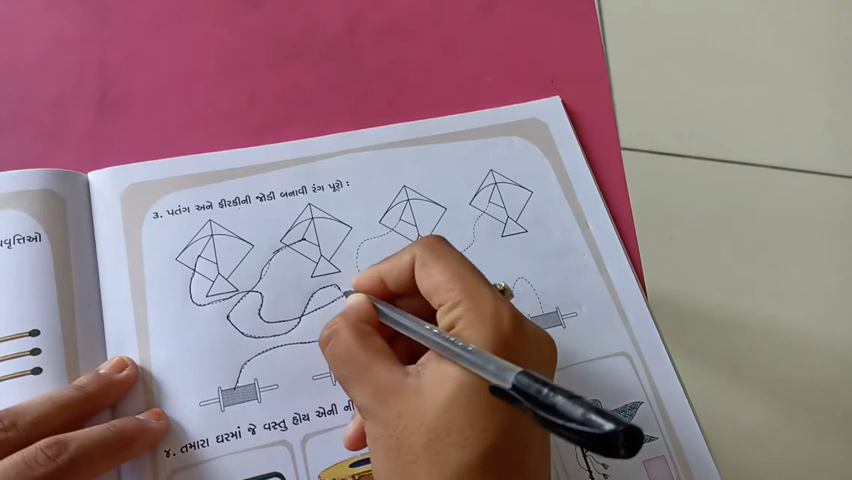 ૩. પતંગ અને ફીરકીની જોડી બનાવી રંગ પૂરો :
૪. તમારા ઘરમાં જે વસ્તુ હોય એની ની